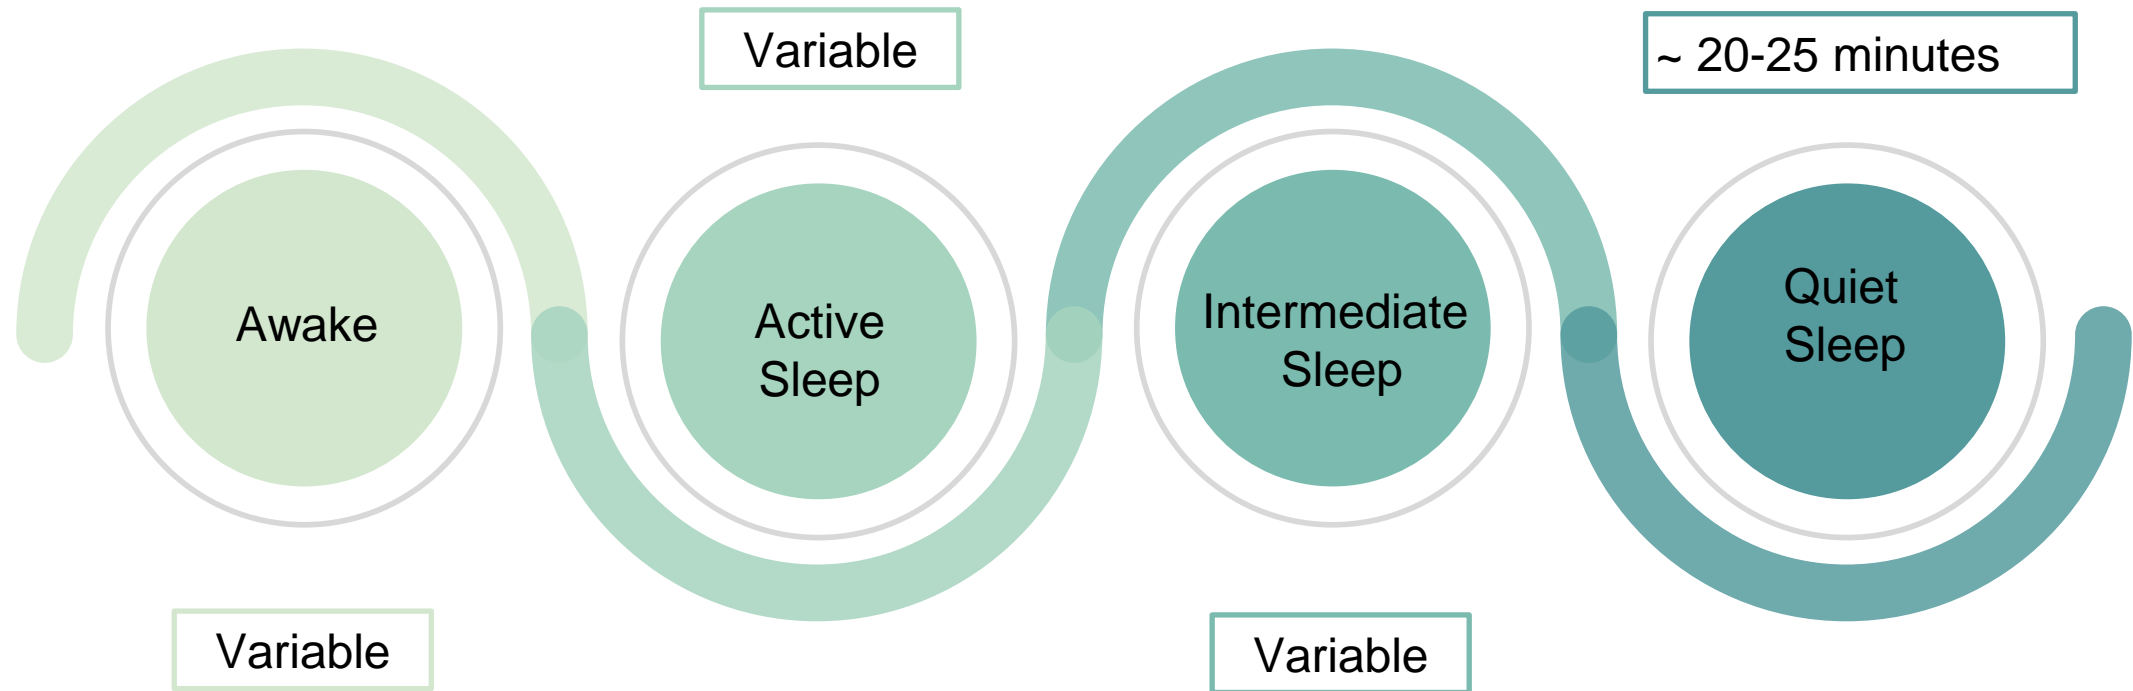 Variable
~ 20-25 minutes
Awake
Active
Sleep
Intermediate
Sleep
Quiet
Sleep
Variable
Variable